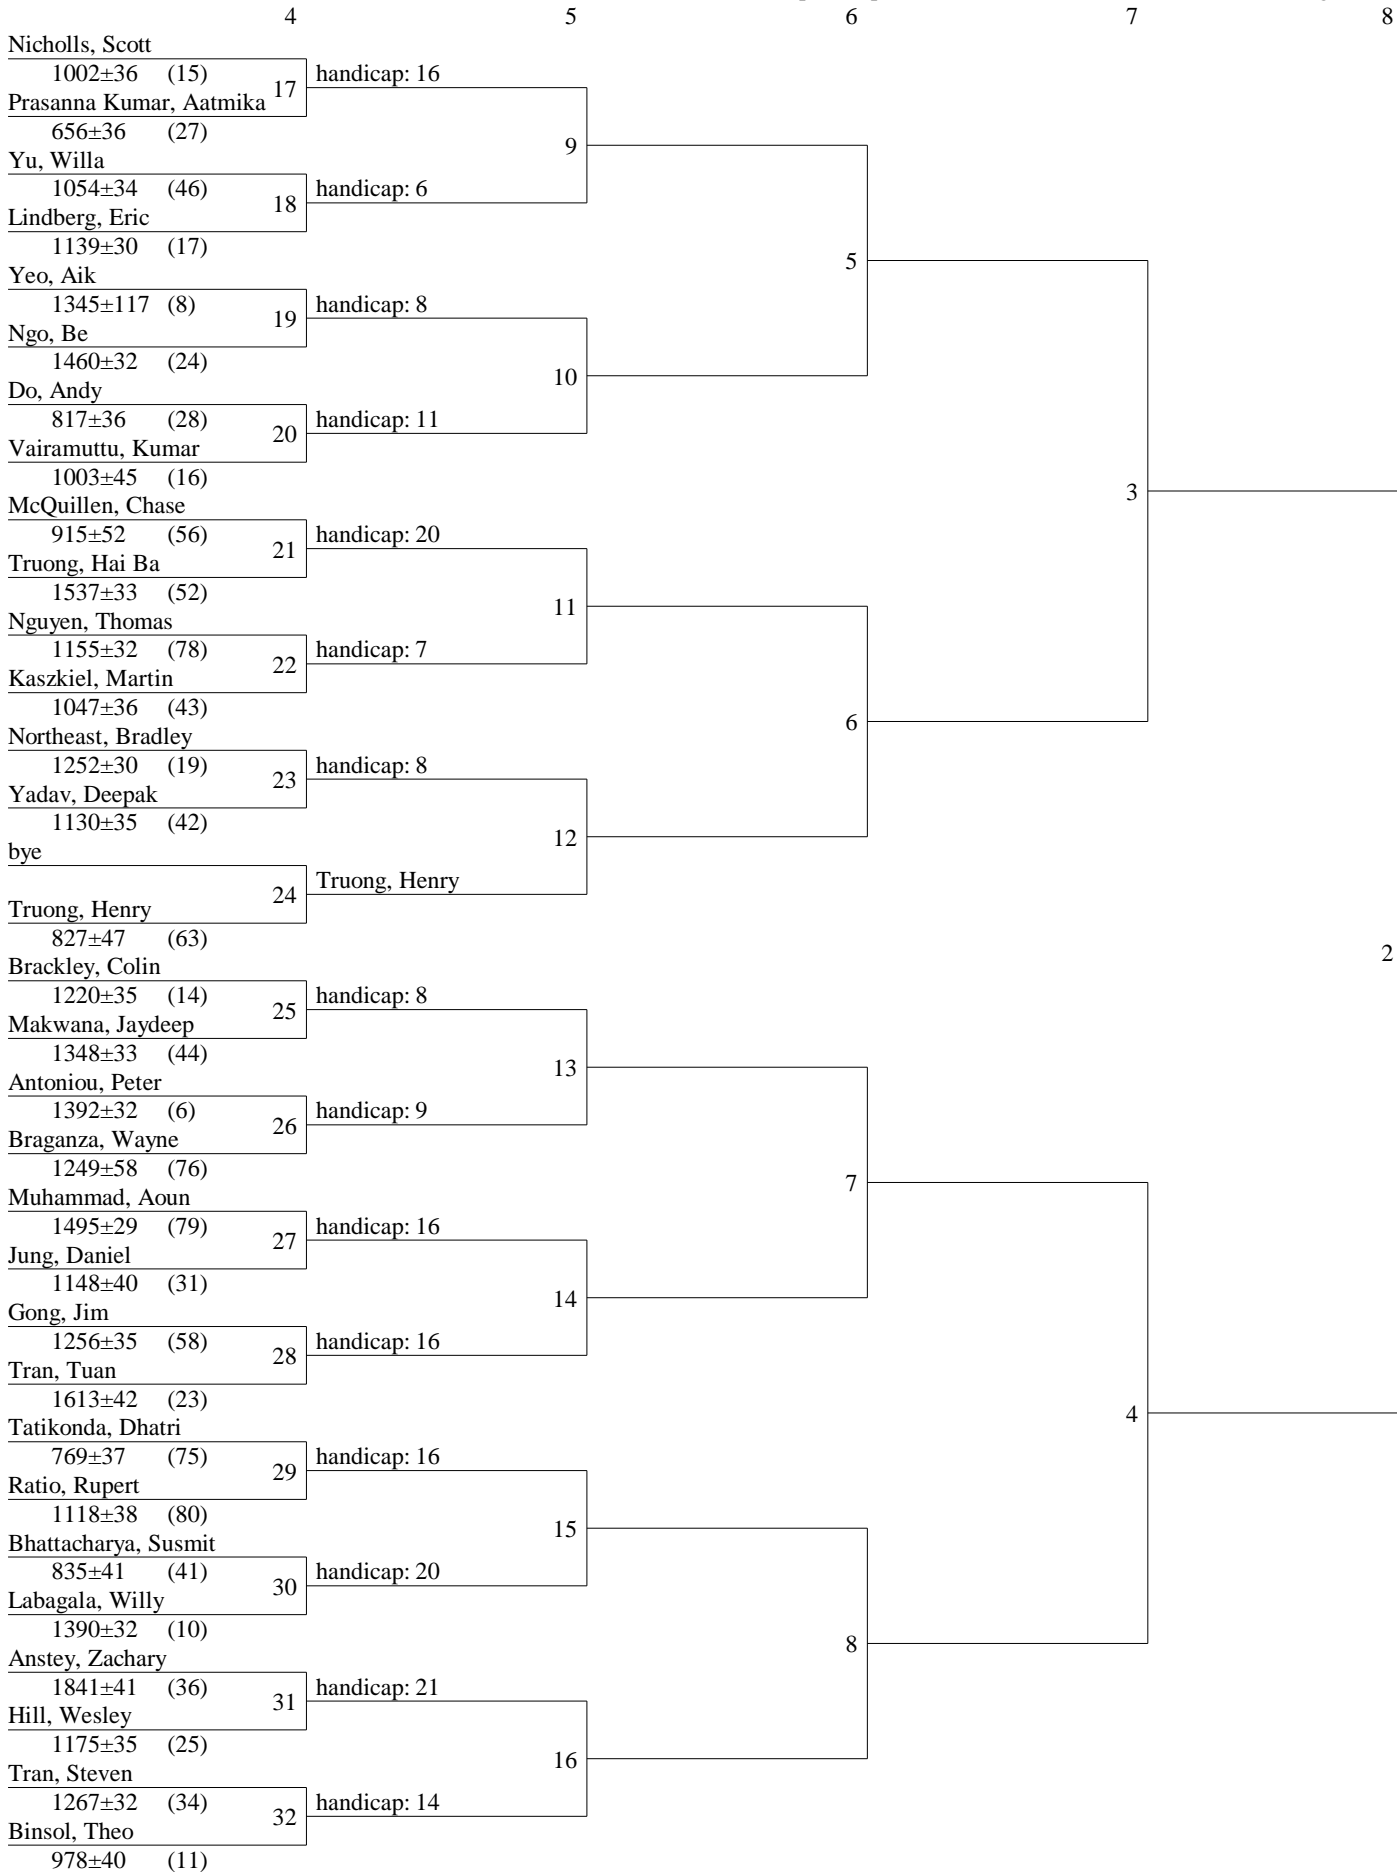 4 5 6 7 8
Nicholls, Scott
1002±36 (15) handicap: 16
17
Prasanna Kumar, Aatmika
656±36 (27)
9
Yu, Willa
1054±34 (46) handicap: 6
18
Lindberg, Eric
1139±30 (17)
5
Yeo, Aik
1345±117 (8) handicap: 8
19
Ngo, Be
1460±32 (24)
10
Do, Andy
817±36 (28) handicap: 11
20
Vairamuttu, Kumar
1003±45 (16)
3
McQuillen, Chase
915±52 (56) handicap: 20
21
Truong, Hai Ba
1537±33 (52)
11
Nguyen, Thomas
1155±32 (78) handicap: 7
22
Kaszkiel, Martin
1047±36 (43)
6
Northeast, Bradley
1252±30 (19) handicap: 8
23
Yadav, Deepak
1130±35 (42)
12
bye
Truong, Henry
24
Truong, Henry
827±47 (63)
2
Brackley, Colin
1220±35 (14) handicap: 8
25
Makwana, Jaydeep
1348±33 (44)
13
Antoniou, Peter
1392±32 (6) handicap: 9
26
Braganza, Wayne
1249±58 (76)
7
Muhammad, Aoun
1495±29 (79) handicap: 16
27
Jung, Daniel
1148±40 (31)
14
Gong, Jim
1256±35 (58) handicap: 16
28
Tran, Tuan
1613±42 (23)
4
Tatikonda, Dhatri
769±37 (75) handicap: 16
29
Ratio, Rupert
1118±38 (80)
15
Bhattacharya, Susmit
835±41 (41) handicap: 20
30
Labagala, Willy
1390±32 (10)
8
Anstey, Zachary
1841±41 (36) handicap: 21
31
Hill, Wesley
1175±35 (25)
16
Tran, Steven
1267±32 (34) handicap: 14
32
Binsol, Theo
978±40 (11)